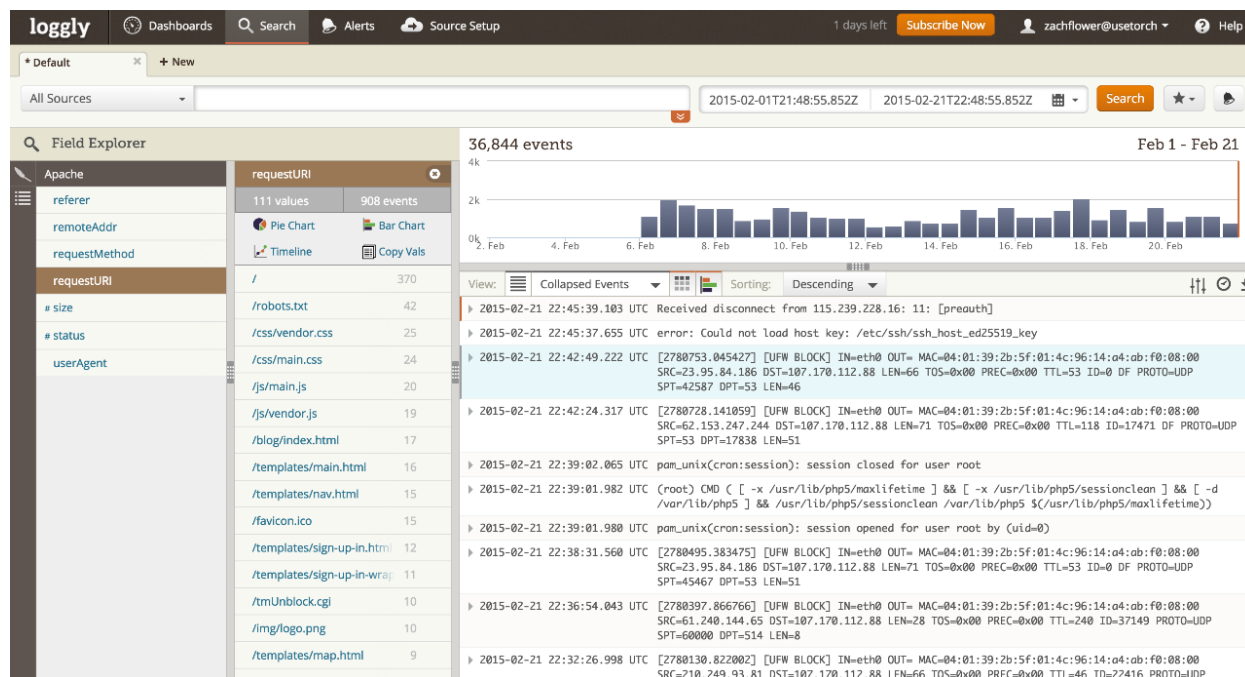 loggly Dashboards Search Alerts Source Setup 1 days left Subscribe Now zachflower@usetorch Help
* Default × + New
All Sources 2015-02-01T21:48:55.852Z 2015-02-21T22:48:55.852Z Search
Field Explorer
Apache
referer
remoteAddr
requestMethod
requestURI
# size
# status
userAgent
requestURI
111 values 908 events
Pie Chart Bar Chart
Timeline Copy Vals
/ 370
/robots.txt 42
/css/vendor.css 25
/css/main.css 24
/js/main.js 20
/js/vendor.js 19
/blog/index.html 17
/templates/main.html 16
/templates/nav.html 15
/favicon.ico 15
/templates/sign-up-in.html 12
/templates/sign-up-in-wrap 11
/tmUnblock.cgi 10
/img/logo.png 10
/templates/map.html 9
36,844 events Feb 1 - Feb 21
4k
2k
0k
2. Feb 4. Feb 6. Feb 8. Feb 10. Feb 12. Feb 14. Feb 16. Feb 18. Feb 20. Feb
View: Collapsed Events Sorting: Descending
2015-02-21 22:45:39.103 UTC Received disconnect from 115.239.228.16: 11: [preauth]
2015-02-21 22:45:37.655 UTC error: Could not load host key: /etc/ssh/ssh_host_ed25519_key
2015-02-21 22:42:49.222 UTC [2780753.045427] [UFW BLOCK] IN=eth0 OUT= MAC=04:01:39:2b:5f:01:4c:96:14:a4:ab:f0:08:00
SRC=23.95.84.186 DST=107.170.112.88 LEN=66 TOS=0x00 PREC=0x00 TTL=53 ID=0 DF PROTO=UDP
SPT=42587 DPT=53 LEN=46
2015-02-21 22:42:24.317 UTC [2780728.141059] [UFW BLOCK] IN=eth0 OUT= MAC=04:01:39:2b:5f:01:4c:96:14:a4:ab:f0:08:00
SRC=62.153.247.244 DST=107.170.112.88 LEN=71 TOS=0x00 PREC=0x00 TTL=118 ID=17471 DF PROTO=UDP
SPT=53 DPT=17838 LEN=51
2015-02-21 22:39:02.065 UTC pam_unix(cron:session): session closed for user root
2015-02-21 22:39:01.982 UTC (root) CMD ( [ -x /usr/lib/php5/maxlifetime ] && [ -x /usr/lib/php5/sessionclean ] && [ -d
/var/lib/php5 ] && /usr/lib/php5/sessionclean /var/lib/php5 $(/usr/lib/php5/maxlifetime))
2015-02-21 22:39:01.980 UTC pam_unix(cron:session): session opened for user root by (uid=0)
2015-02-21 22:38:31.560 UTC [2780495.383475] [UFW BLOCK] IN=eth0 OUT= MAC=04:01:39:2b:5f:01:4c:96:14:a4:ab:f0:08:00
SRC=23.95.84.186 DST=107.170.112.88 LEN=71 TOS=0x00 PREC=0x00 TTL=53 ID=0 DF PROTO=UDP
SPT=45467 DPT=53 LEN=51
2015-02-21 22:36:54.043 UTC [2780397.866766] [UFW BLOCK] IN=eth0 OUT= MAC=04:01:39:2b:5f:01:4c:96:14:a4:ab:f0:08:00
SRC=61.240.144.65 DST=107.170.112.88 LEN=28 TOS=0x00 PREC=0x00 TTL=240 ID=37149 PROTO=UDP
SPT=60000 DPT=514 LEN=8
2015-02-21 22:32:26.998 UTC [2780130.822002] [UFW BLOCK] IN=eth0 OUT= MAC=04:01:39:2b:5f:01:4c:96:14:a4:ab:f0:08:00
SRC=210.249.93.81 DST=107.170.112.88 LEN=66 TOS=0x00 PREC=0x00 TTL=46 ID=22416 PROTO=UDP